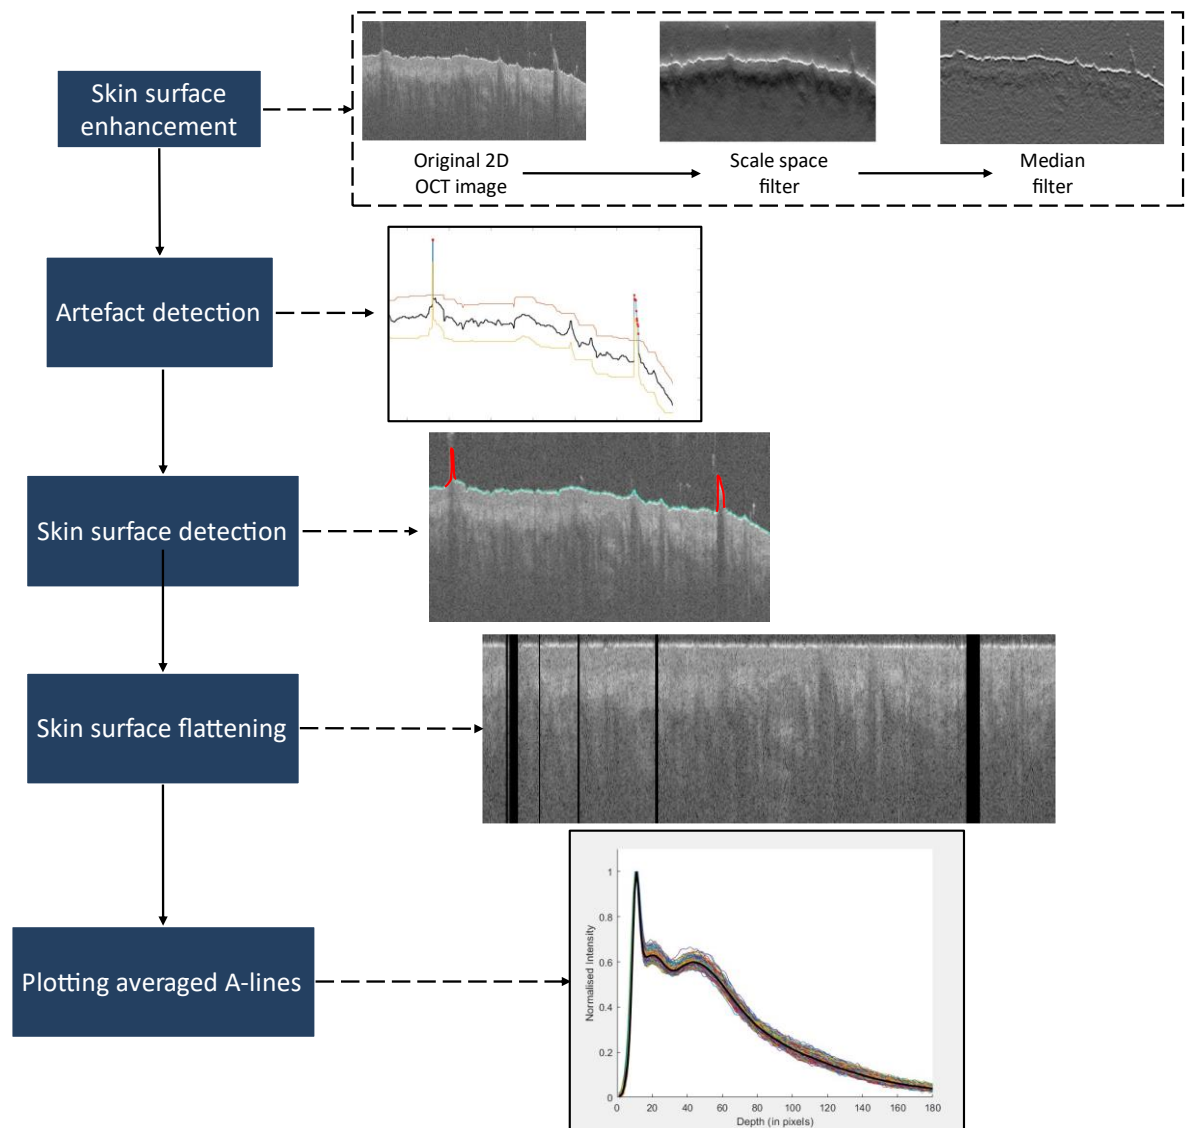 Skin surface
enhancement
Original 2D
OCT image
Scale space
filter
Median
filter
Artefact detection
Skin surface detection
Skin surface flattening
Plotting averaged A-lines
Normalised Intensity
1
0.8
0.6
0.4
0.2
0
0 20 40 60 80 100 120 140 160 180
Depth (in pixels)